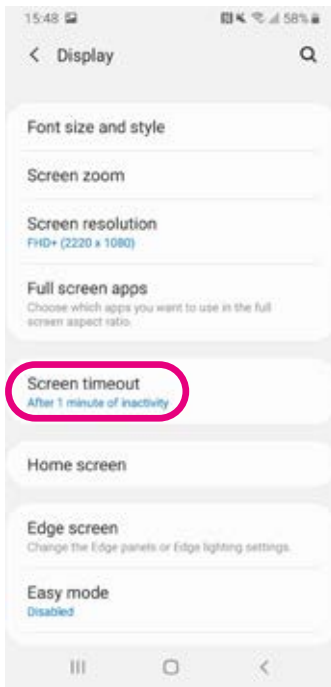 15:48 58%
Display
Font size and style
Screen zoom
Screen resolution
FHD+ (2220 x 1080)
Full screen apps
Choose which apps you want to use in the full
screen aspect ratio.
Screen timeout
After 1 minute of inactivity
Home screen
Edge screen
Change the Edge panels or Edge lighting settings.
Easy mode
Disabled